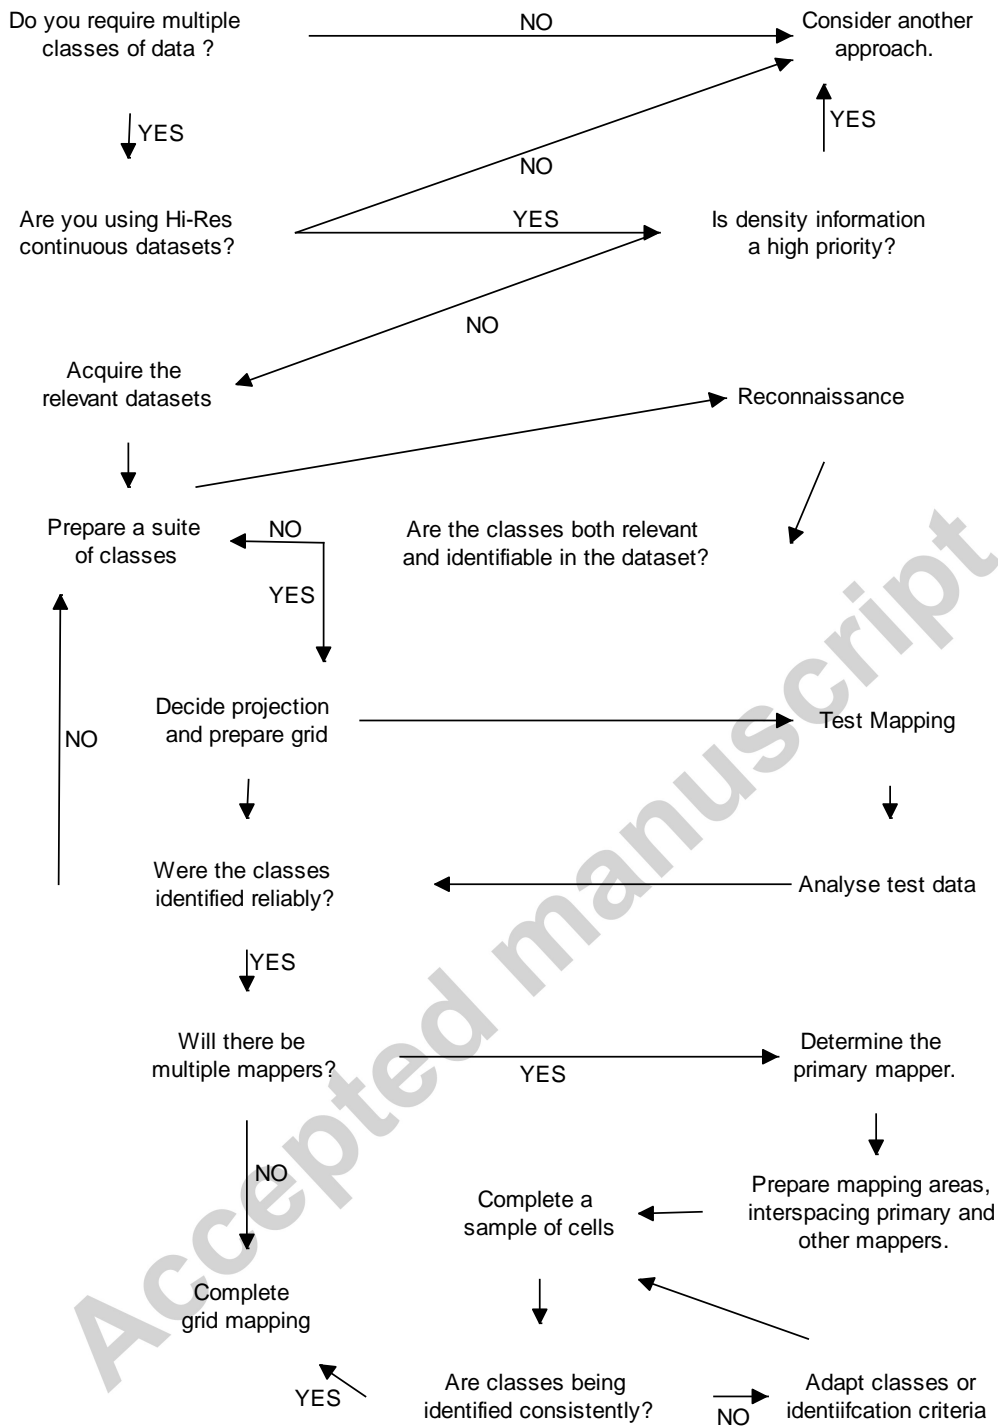 Do you require multiple
classes of data ?
NO
Consider another
approach.
YES
YES
NO
Are you using Hi-Res
continuous datasets?
YES
Is density information
a high priority?
NO
Acquire the
relevant datasets
Reconnaissance
Prepare a suite
of classes
NO
Are the classes both relevant
and identifiable in the dataset?
YES
Decide projection
and prepare grid
Test Mapping
NO
Were the classes
identified reliably?
Analyse test data
YES
Will there be
multiple mappers?
YES
Determine the
primary mapper.
NO
Complete a
sample of cells
Prepare mapping areas,
interspacing primary and
other mappers.
Complete
grid mapping
YES
Are classes being
identified consistently?
NO
Adapt classes or
identiifcation criteria
Accepted manuscript